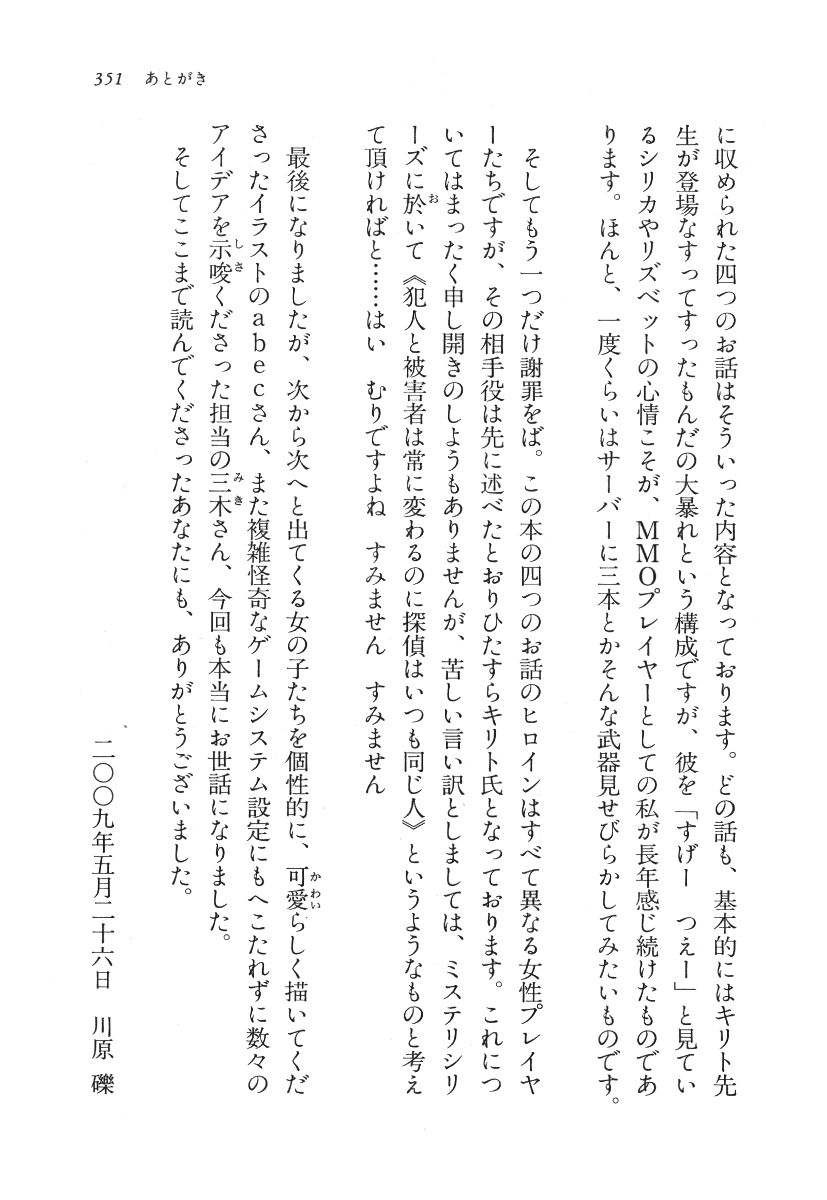 351 あとがき
に収められた四つのお話はそういった内容となっております。どの話も、基本的にはキリト先
生が登場なすってすったもんだの大暴れという構成ですが、彼を「すげー　つえー」と見てい
るシリカやリズベットの心情こそが、ＭＭＯプレイヤーとしての私が長年感じ続けたものであ
ります。ほんと、一度くらいはサーバーに三本とかそんな武器見せびらかしてみたいものです。
そしてもう一つだけ謝罪をば。この本の四つのお話のヒロインはすべて異なる女性プレイヤ
ーたちですが、その相手役は先に述べたとおりひたすらキリト氏となっております。これにつ
いてはまったく申し開きのしようもありませんが、苦しい言い訳としましては、ミステリシリ
ーズに於いて《犯人と被害者は常に変わるのに探偵はいつも同じ人》というようなものと考え
て頂ければと……はい　むりですよね　すみません　すみません
最後になりましたが、次から次へと出てくる女の子たちを個性的に、可愛らしく描いてくだ
さったイラストのａｂｅｃさん、また複雑怪奇なゲームシステム設定にもへこたれずに数々の
アイデアを示唆くださった担当の三木さん、今回も本当にお世話になりました。
そしてここまで読んでくださったあなたにも、ありがとうございました。
二〇〇九年五月二十六日　川原　礫